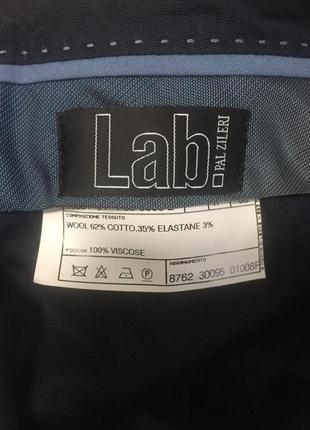 Lab.
PAL ZILERI
COMPOSIZIONE TESSUTO
WOOL 62% COTTO.35% ELASTANE 3%
FODERA 100% VISCOSE
P
ABBINAMENTO
8762 30095 01008F